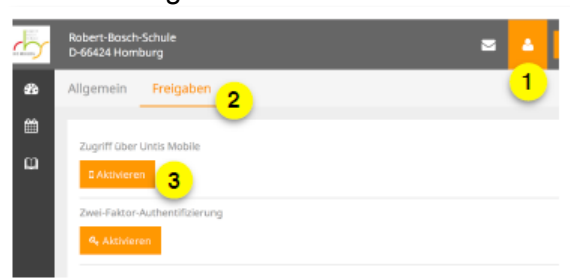 Robert-Bosch-Schule
D-66424 Homburg
1
Allgemein Freigaben
2
Zugriff über Untis Mobile
Aktivieren
3
Zwei-Faktor-Authentifizierung
Aktivieren